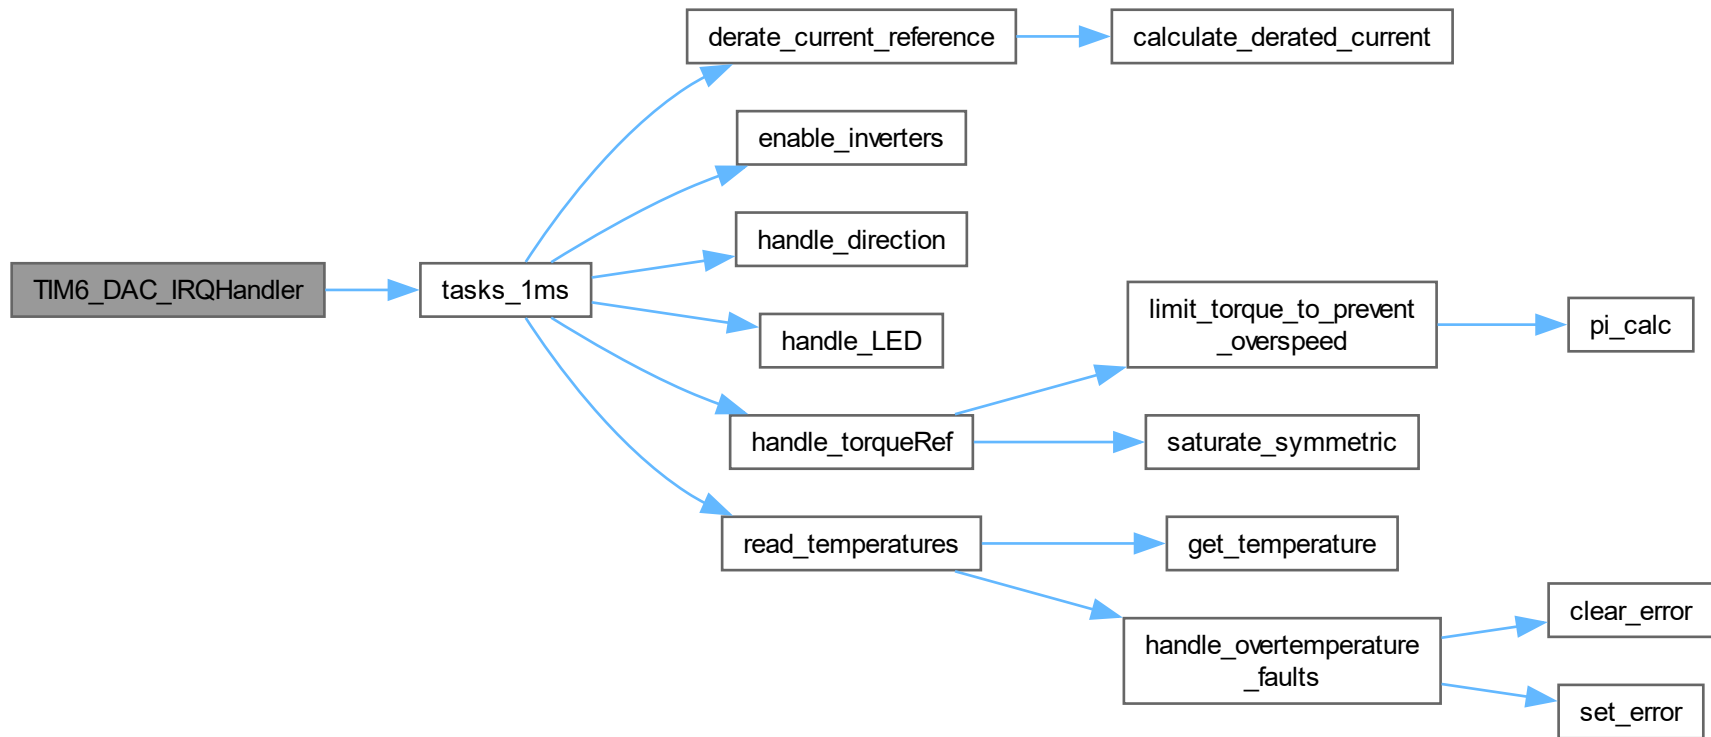 derate_current_reference
calculate_derated_current
enable_inverters
handle_direction
TIM6_DAC_IRQHandler
tasks_1ms
limit_torque_to_prevent
_overspeed
pi_calc
handle_LED
handle_torqueRef
saturate_symmetric
read_temperatures
get_temperature
clear_error
handle_overtemperature
_faults
set_error